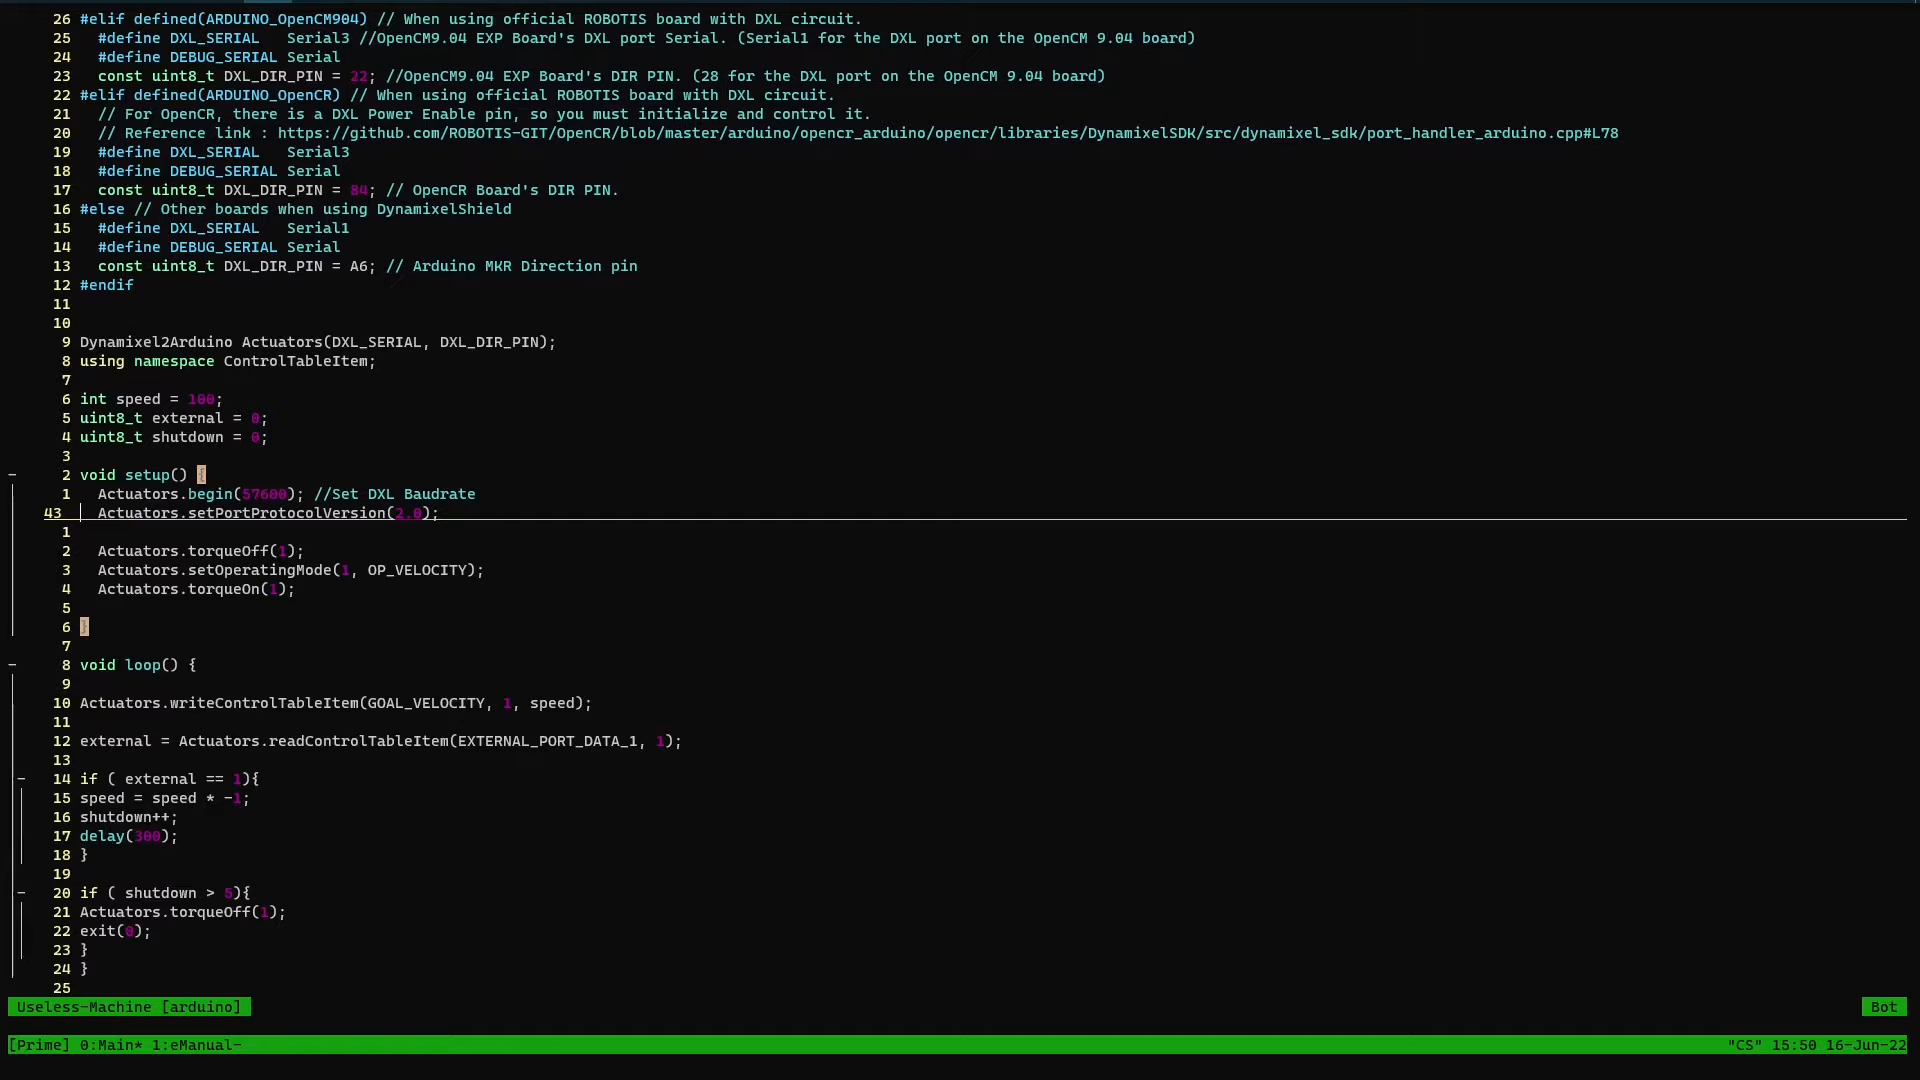 26 #elif defined(ARDUINO_OpenCM904) // When using official ROBOTIS board with DXL circuit.
25   #define DXL_SERIAL   Serial3 //OpenCM9.04 EXP Board's DXL port Serial. (Serial1 for the DXL port on the OpenCM 9.04 board)
24   #define DEBUG_SERIAL Serial
23   const uint8_t DXL_DIR_PIN = 22; //OpenCM9.04 EXP Board's DIR PIN. (28 for the DXL port on the OpenCM 9.04 board)
22 #elif defined(ARDUINO_OpenCR) // When using official ROBOTIS board with DXL circuit.
21   // For OpenCR, there is a DXL Power Enable pin, so you must initialize and control it.
20   // Reference link : https://github.com/ROBOTIS-GIT/OpenCR/blob/master/arduino/opencr_arduino/opencr/libraries/DynamixelSDK/src/dynamixel_sdk/port_handler_arduino.cpp#L78
19   #define DXL_SERIAL   Serial3
18   #define DEBUG_SERIAL Serial
17   const uint8_t DXL_DIR_PIN = 84; // OpenCR Board's DIR PIN.
16 #else // Other boards when using DynamixelShield
15   #define DXL_SERIAL   Serial1
14   #define DEBUG_SERIAL Serial
13   const uint8_t DXL_DIR_PIN = A6; // Arduino MKR Direction pin
12 #endif
11
10
9 Dynamixel2Arduino Actuators(DXL_SERIAL, DXL_DIR_PIN);
8 using namespace ControlTableItem;
7
6 int speed = 100;
5 uint8_t external = 0;
4 uint8_t shutdown = 0;
3
2 void setup() {
1   Actuators.begin(57600); //Set DXL Baudrate
43   Actuators.setPortProtocolVersion(2.0);
1
2   Actuators.torqueOff(1);
3   Actuators.setOperatingMode(1, OP_VELOCITY);
4   Actuators.torqueOn(1);
5
6 }
7
8 void loop() {
9
10 Actuators.writeControlTableItem(GOAL_VELOCITY, 1, speed);
11
12 external = Actuators.readControlTableItem(EXTERNAL_PORT_DATA_1, 1);
13
14 if ( external == 1){
15 speed = speed * -1;
16 shutdown++;
17 delay(300);
18 }
19
20 if ( shutdown > 5){
21 Actuators.torqueOff(1);
22 exit(0);
23 }
24 }
25
Useless-Machine [arduino] Bot
[Prime] 0:Main* 1:eManual- "CS" 15:50 16-Jun-22